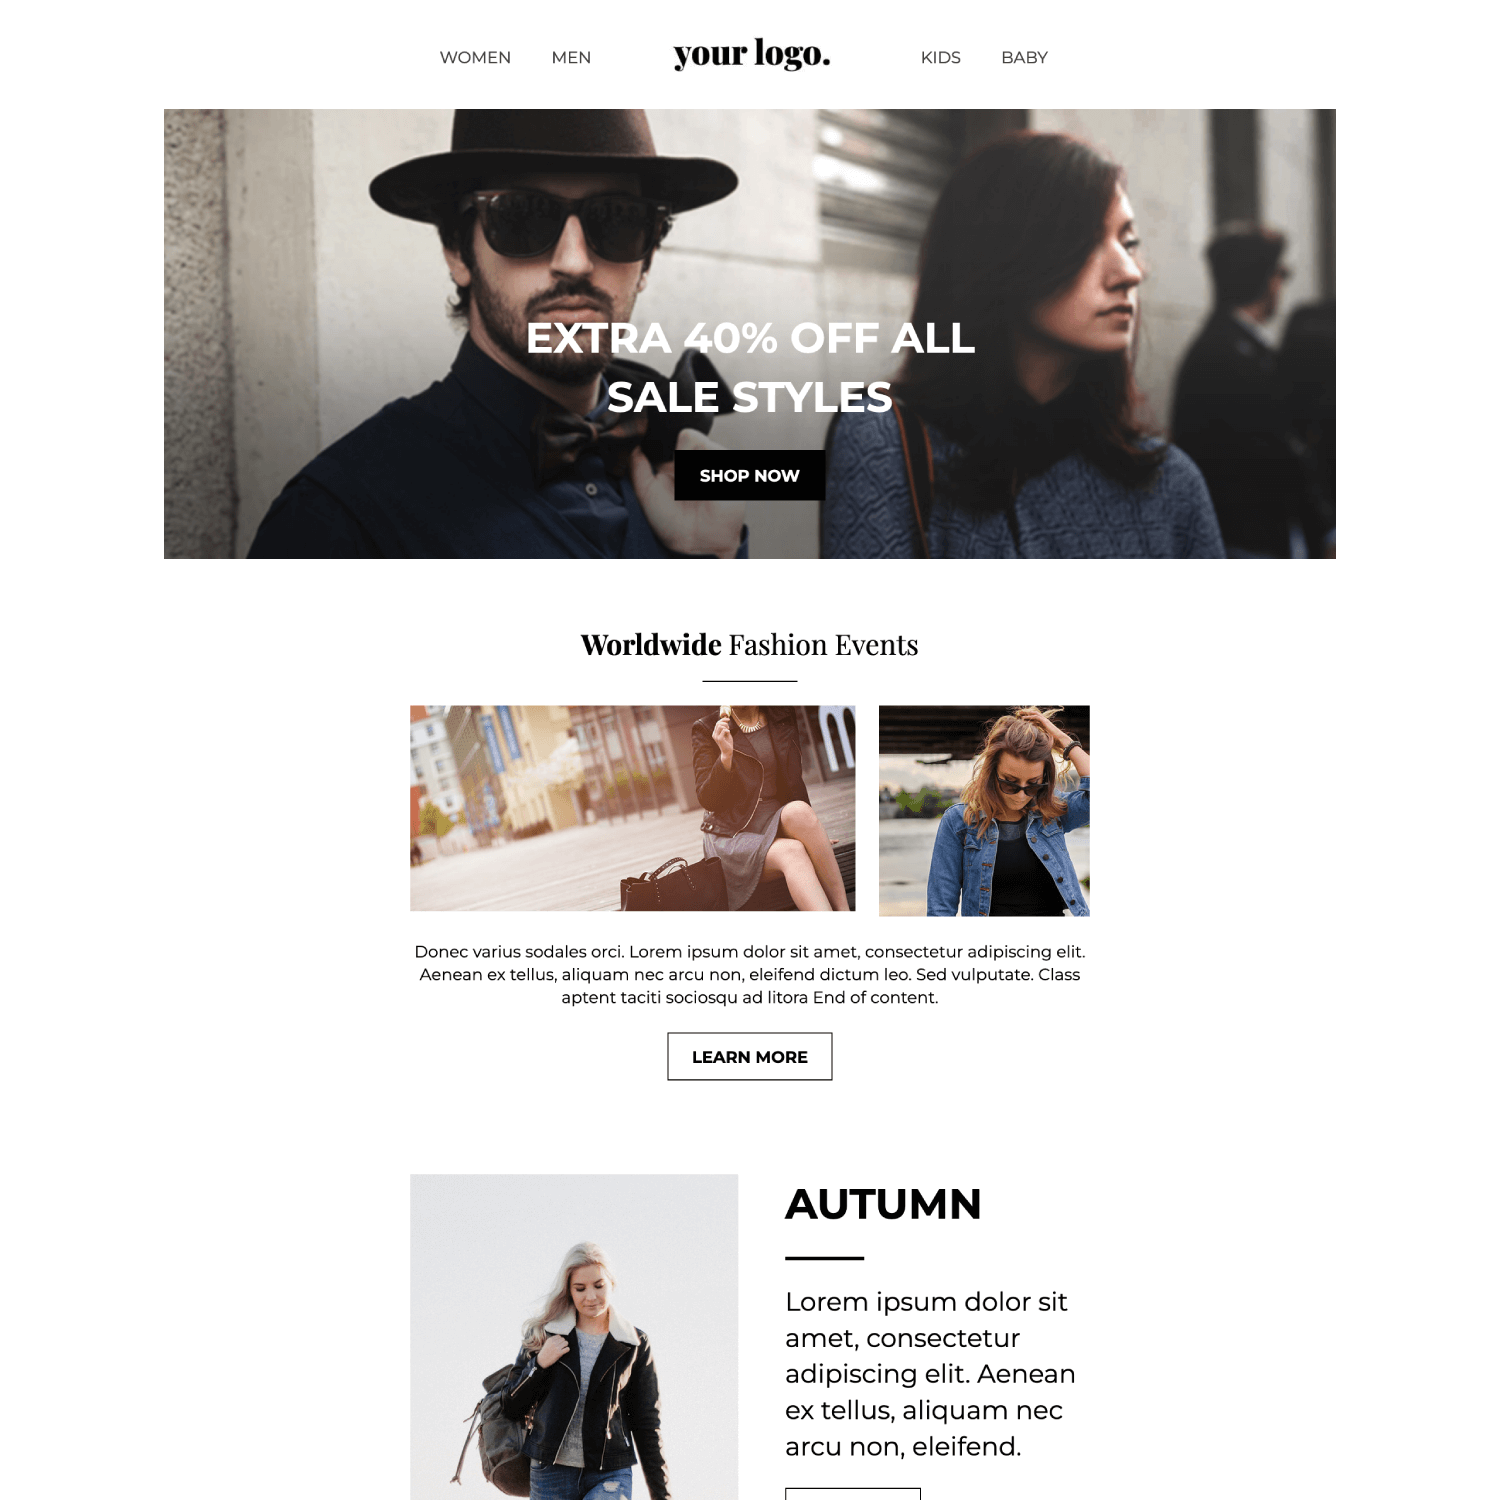 WOMEN MEN your logo. KIDS BABY
EXTRA 40% OFF ALL
SALE STYLES
SHOP NOW
Worldwide Fashion Events
Donec varius sodales orci. Lorem ipsum dolor sit amet, consectetur adipiscing elit.
Aenean ex tellus, aliquam nec arcu non, eleifend dictum leo. Sed vulputate. Class
aptent taciti sociosqu ad litora End of content.
LEARN MORE
AUTUMN
Lorem ipsum dolor sit
amet, consectetur
adipiscing elit. Aenean
ex tellus, aliquam nec
arcu non, eleifend.